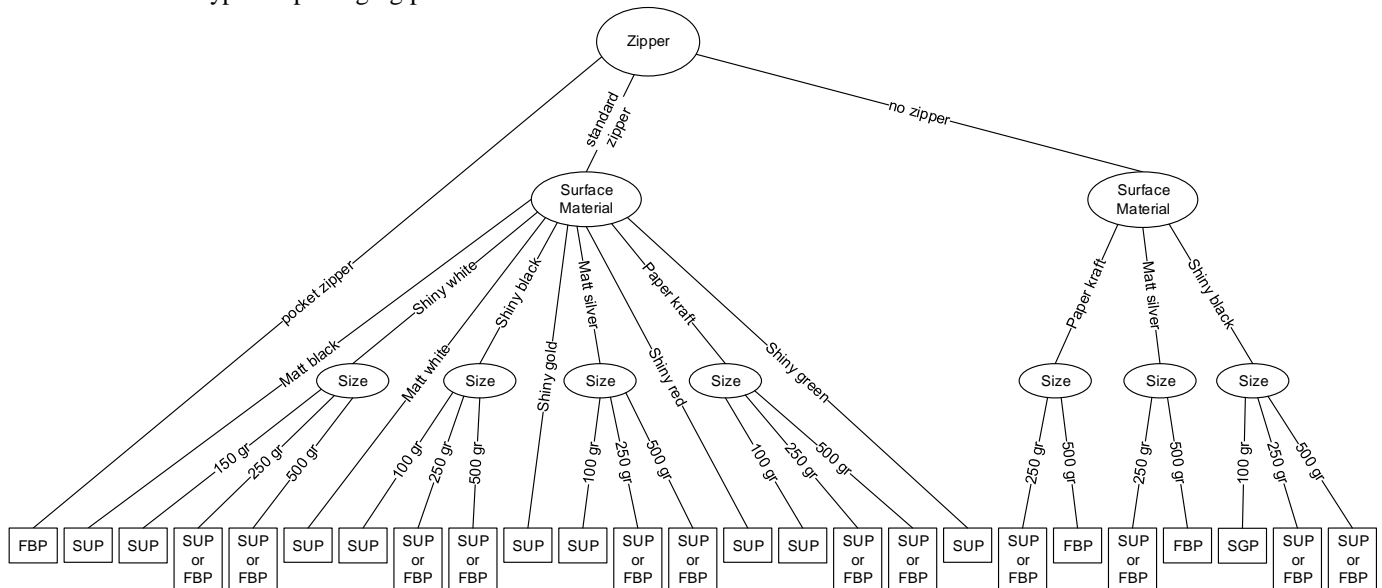 Zipper
standard
zipper
no zipper
Surface
Material
Surface
Material
pocket zipper
Matt black
Shiny white
Matt white
Shiny black
Shiny gold
Matt silver
Shiny red
Paper kraft
Shiny green
Paper kraft
Matt silver
Shiny black
Size
Size
Size
Size
Size
Size
Size
150 gr
250 gr
500 gr
100 gr
250 gr
500 gr
100 gr
250 gr
500 gr
100 gr
250 gr
500 gr
250 gr
500 gr
250 gr
500 gr
100 gr
250 gr
500 gr
FBP
SUP
SUP
SUP
or
FBP
SUP
or
FBP
SUP
SUP
SUP
or
FBP
SUP
or
FBP
SUP
SUP
SUP
or
FBP
SUP
or
FBP
SUP
SUP
SUP
or
FBP
SUP
or
FBP
SUP
SUP
or
FBP
FBP
SUP
or
FBP
FBP
SGP
SUP
or
FBP
SUP
or
FBP